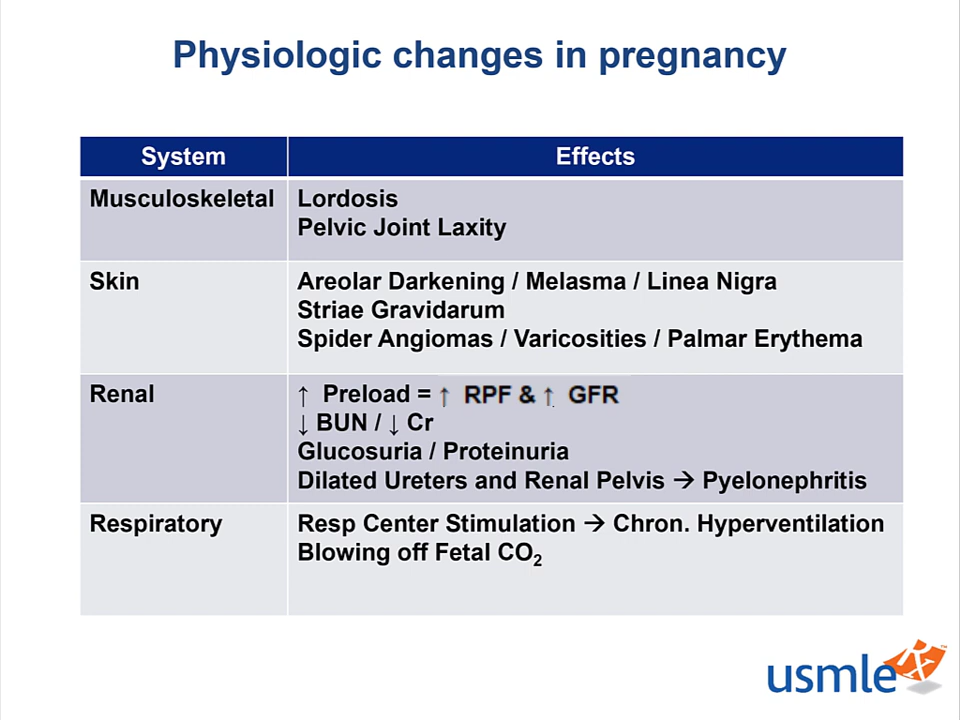 Physiologic changes in pregnancy
System
Effects
Musculoskeletal
Lordosis
Pelvic Joint Laxity
Skin
Areolar Darkening / Melasma / Linea Nigra
Striae Gravidarum
Spider Angiomas / Varicosities / Palmar Erythema
Renal
↑ Preload = ↑ RPF & ↑ GFR
↓ BUN / ↓ Cr
Glucosuria / Proteinuria
Dilated Ureters and Renal Pelvis → Pyelonephritis
Respiratory
Resp Center Stimulation → Chron. Hyperventilation
Blowing off Fetal CO₂
usmle Rx™